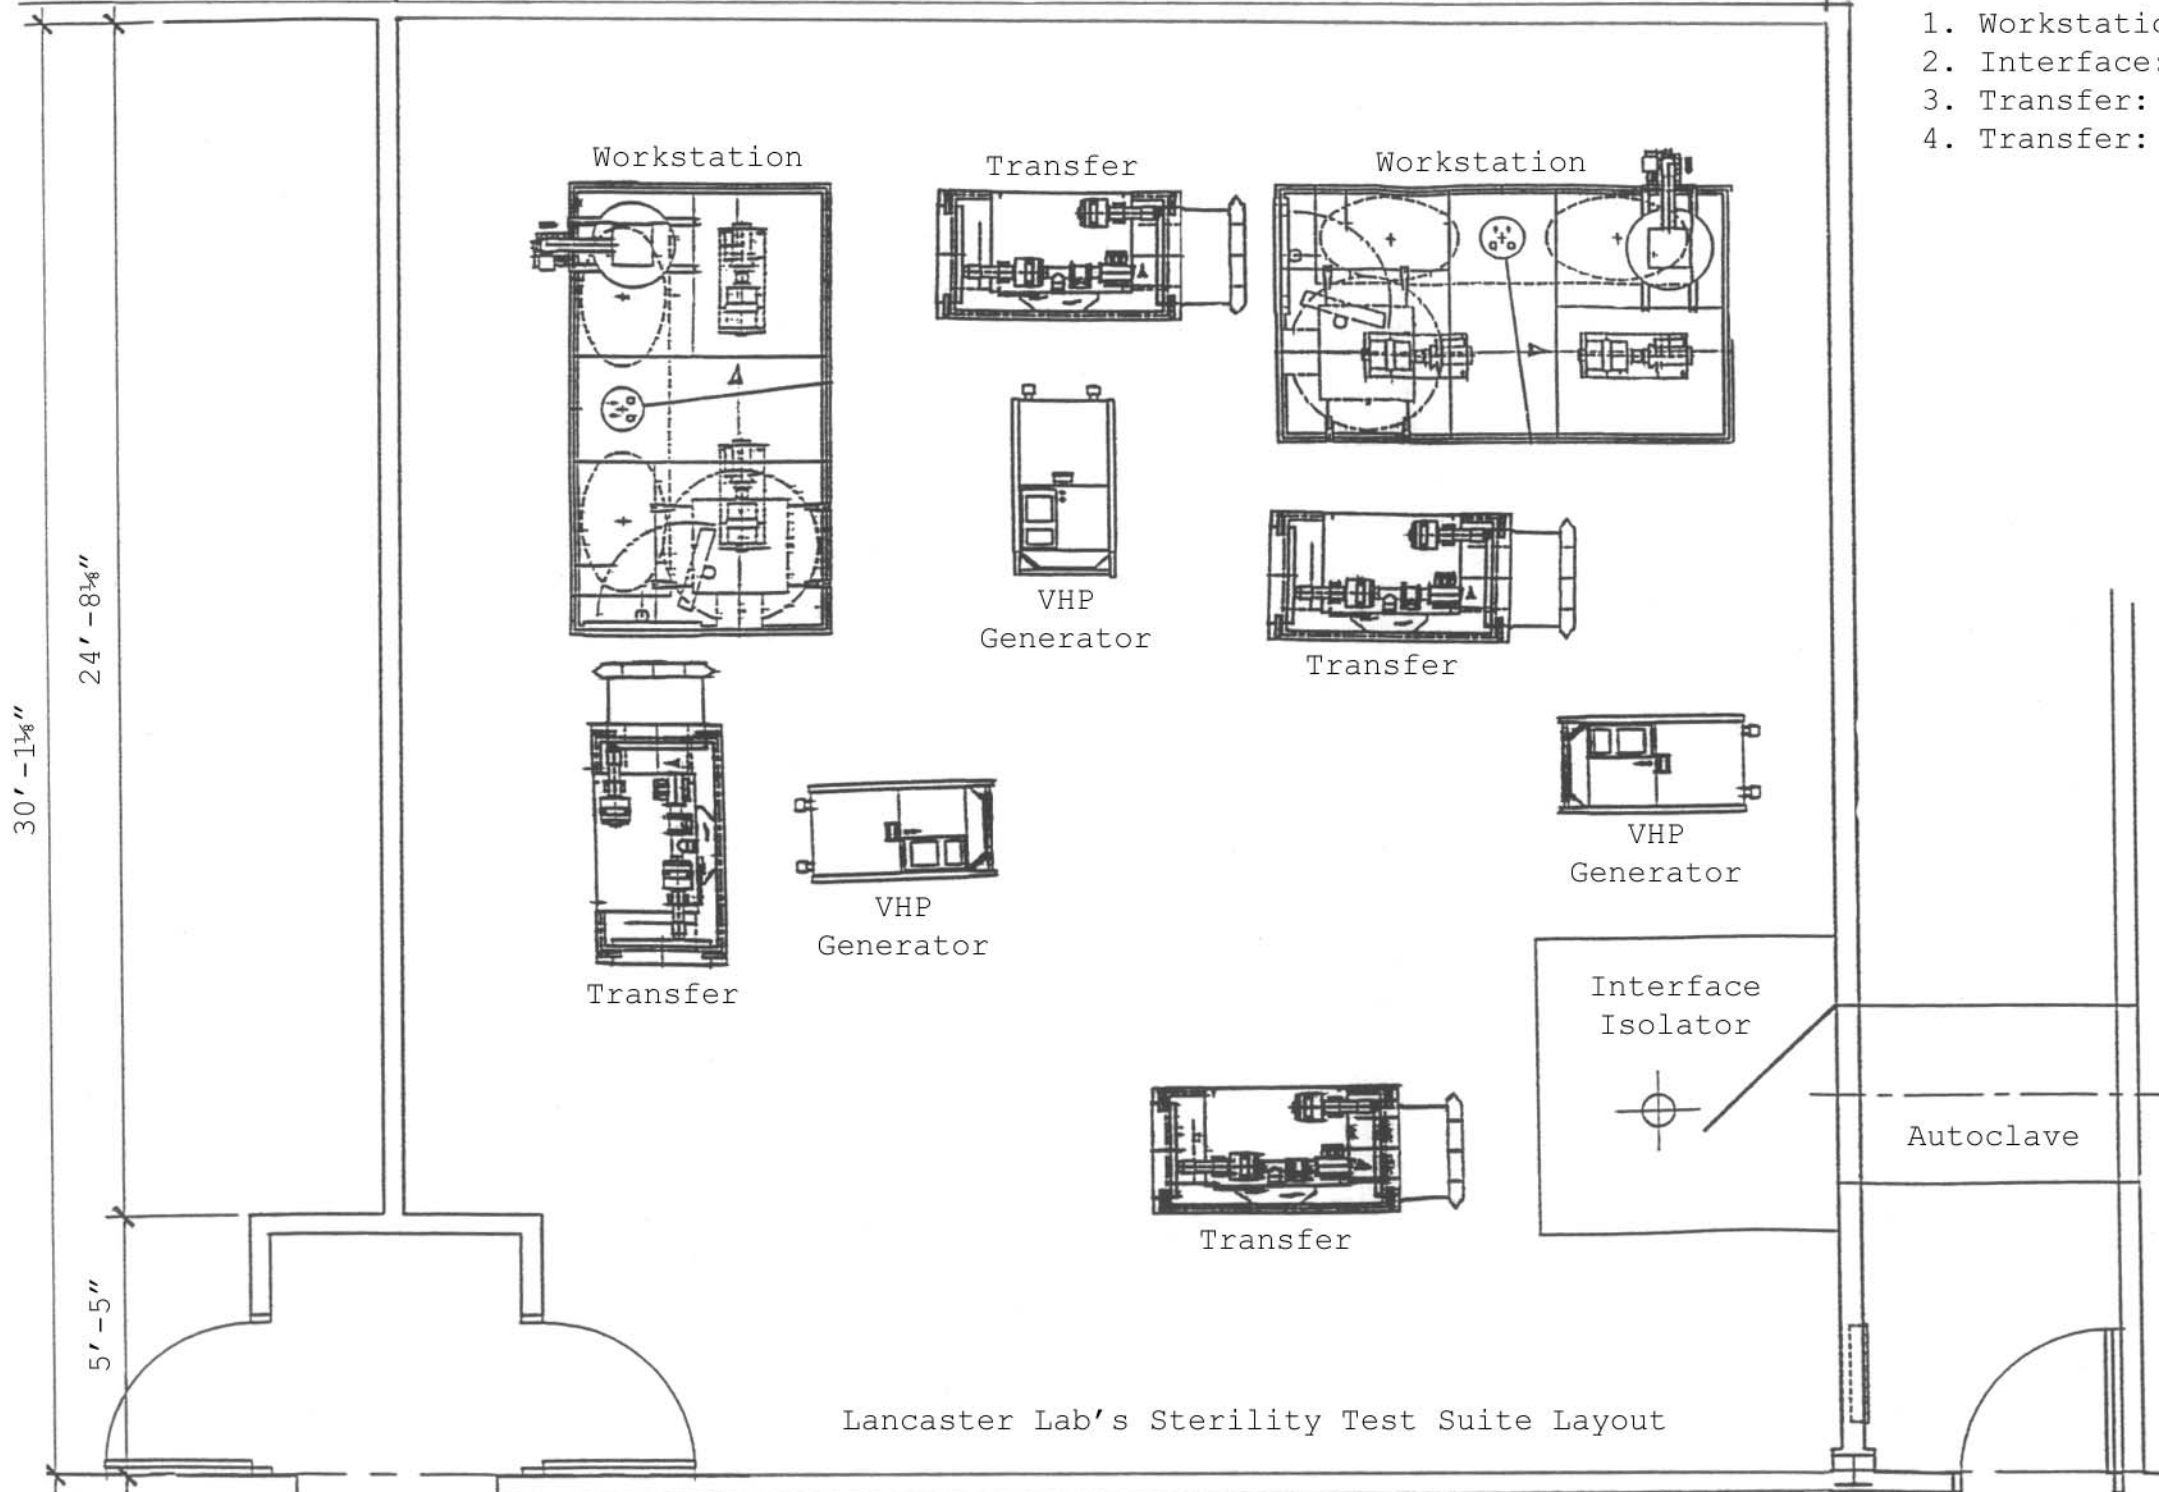 1. Workstatio
2. Interface:
3. Transfer:
4. Transfer:
Workstation
Transfer
Workstation
VHP
Generator
Transfer
24'-8⅛"
30'-1⅛"
VHP
Generator
VHP
Generator
Transfer
Interface
Isolator
Autoclave
Transfer
5'-5"
Lancaster Lab's Sterility Test Suite Layout